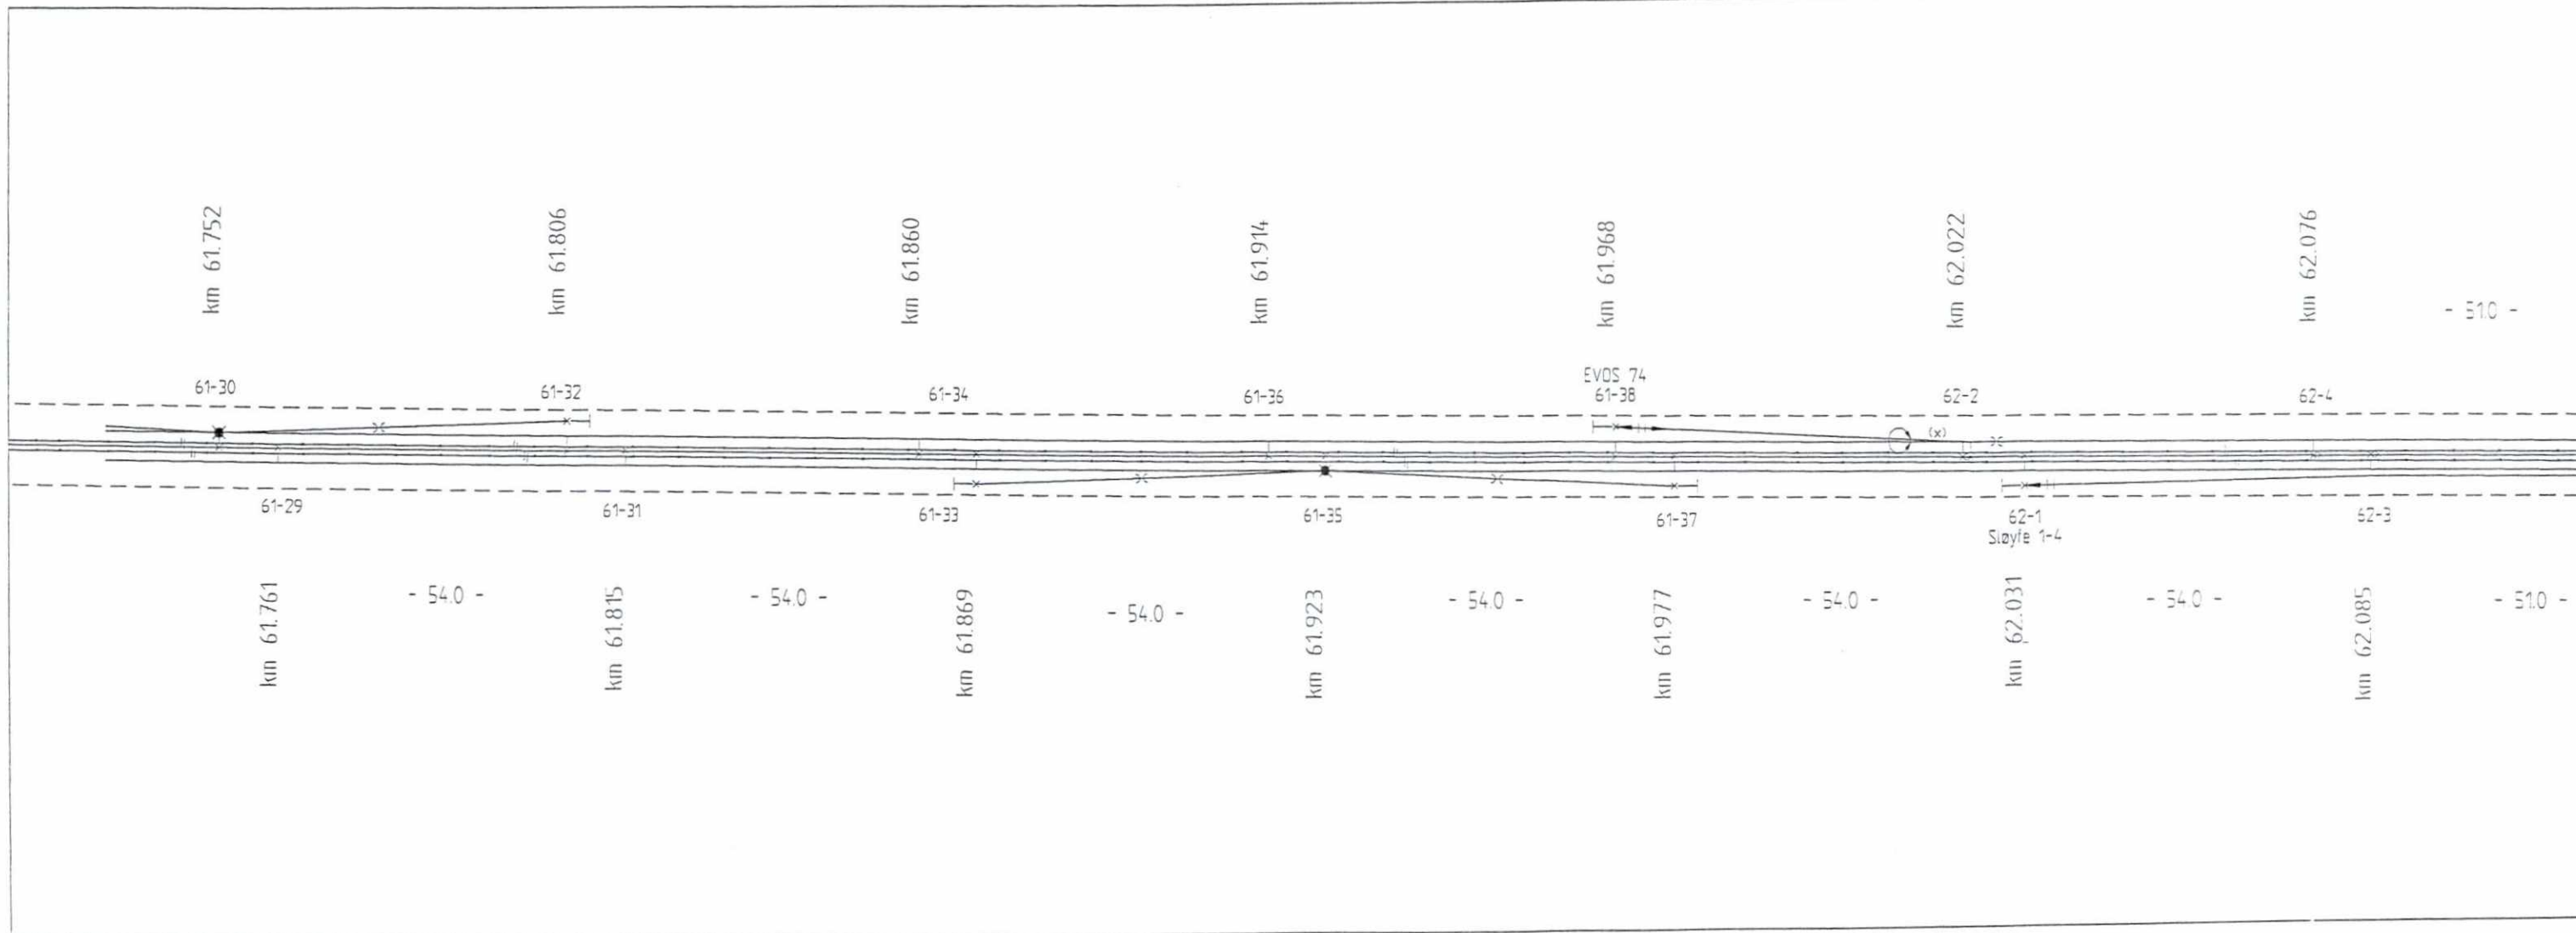 km 61.752
km 61.806
km 61.860
km 61.914
km 61.968
km 62.022
km 62.076
- 51.0 -
61-30
61-32
61-34
61-36
EVOS 74
61-38
62-2
62-4
(x)
61-29
61-31
61-33
61-35
61-37
62-1
Sløyfe 1-4
62-3
km 61.761
- 54.0 -
km 61.815
- 54.0 -
km 61.869
- 54.0 -
km 61.923
- 54.0 -
km 61.977
- 54.0 -
km 62.031
- 54.0 -
km 62.085
- 51.0 -